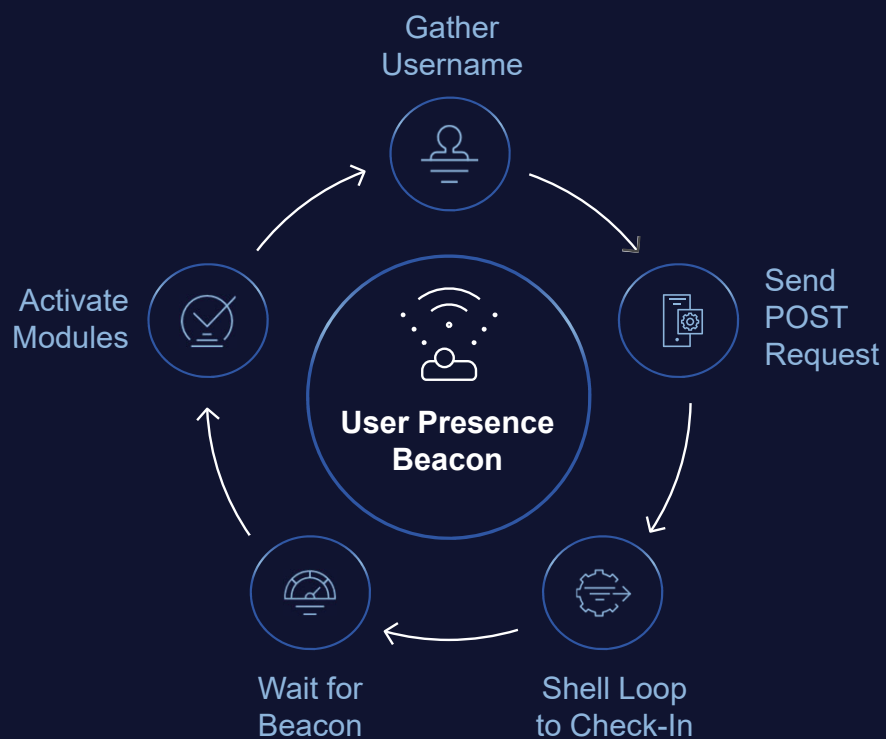 Gather
Username
Send
POST
Request
Activate
Modules
User Presence
Beacon
Wait for
Beacon
Shell Loop
to Check-In